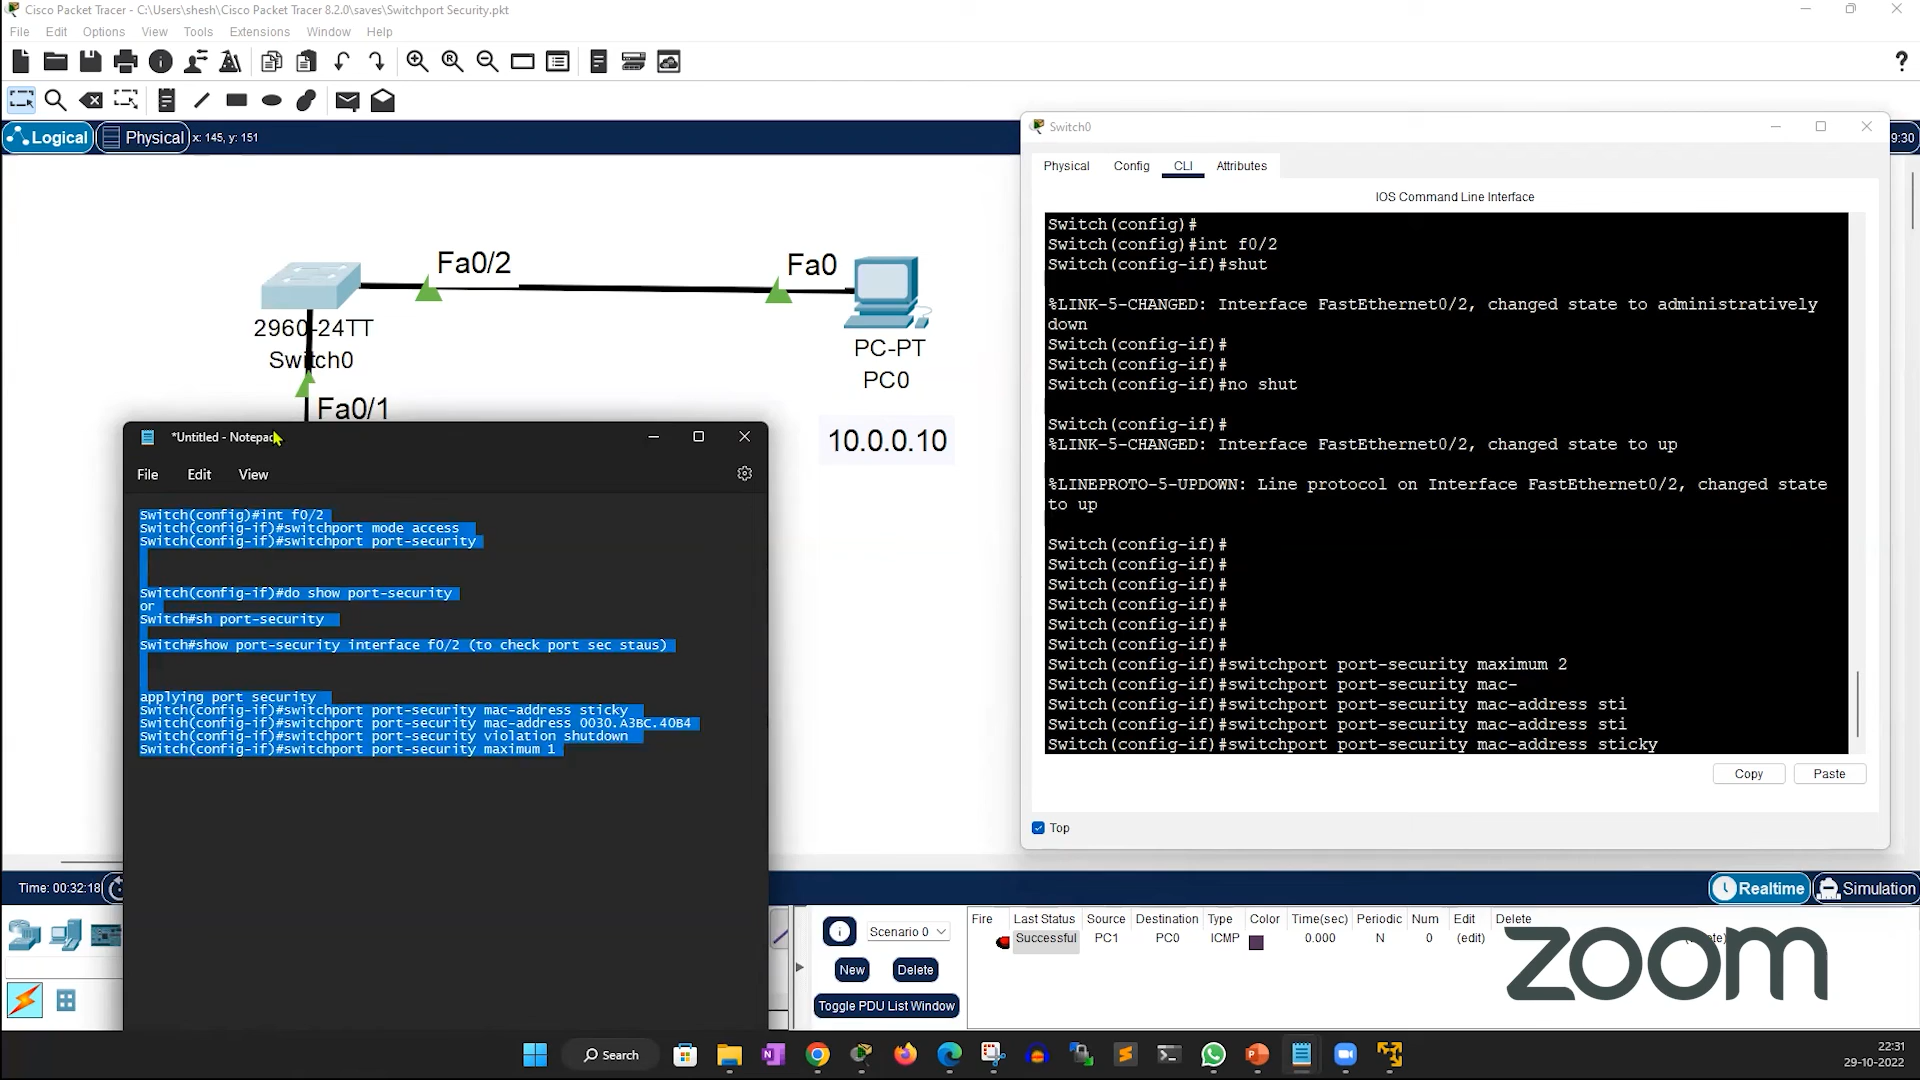 Cisco Packet Tracer - C:\Users\shesh\Cisco Packet Tracer 8.2.0\saves\Switchport Security.pkt
File Edit Options View Tools Extensions Window Help
Logical Physical x: 145, y: 151
9:30
Fa0/2
Fa0
2960-24TT
Switch0
Fa0/1
PC-PT
PC0
10.0.0.10
*Untitled - Notepad
File Edit View
Switch(config)#int f0/2
Switch(config-if)#switchport mode access
Switch(config-if)#switchport port-security
Switch(config-if)#do show port-security
or
Switch#sh port-security
Switch#show port-security interface f0/2 (to check port sec staus)
applying port security
Switch(config-if)#switchport port-security mac-address sticky
Switch(config-if)#switchport port-security mac-address 0030.A3BC.40B4
Switch(config-if)#switchport port-security violation shutdown
Switch(config-if)#switchport port-security maximum 1
Switch0
Physical Config CLI Attributes
IOS Command Line Interface
Switch(config)#
Switch(config)#int f0/2
Switch(config-if)#shut
%LINK-5-CHANGED: Interface FastEthernet0/2, changed state to administratively
down
Switch(config-if)#
Switch(config-if)#
Switch(config-if)#no shut
Switch(config-if)#
%LINK-5-CHANGED: Interface FastEthernet0/2, changed state to up
%LINEPROTO-5-UPDOWN: Line protocol on Interface FastEthernet0/2, changed state
to up
Switch(config-if)#
Switch(config-if)#
Switch(config-if)#
Switch(config-if)#
Switch(config-if)#
Switch(config-if)#
Switch(config-if)#switchport port-security maximum 2
Switch(config-if)#switchport port-security mac-
Switch(config-if)#switchport port-security mac-address sti
Switch(config-if)#switchport port-security mac-address sti
Switch(config-if)#switchport port-security mac-address sticky
Copy Paste
Top
Time: 00:32:18
Realtime Simulation
Scenario 0
New Delete
Toggle PDU List Window
Fire Last Status Source Destination Type Color Time(sec) Periodic Num Edit Delete
Successful PC1 PC0 ICMP 0.000 N 0 (edit)
zoom
Search
22:31
29-10-2022